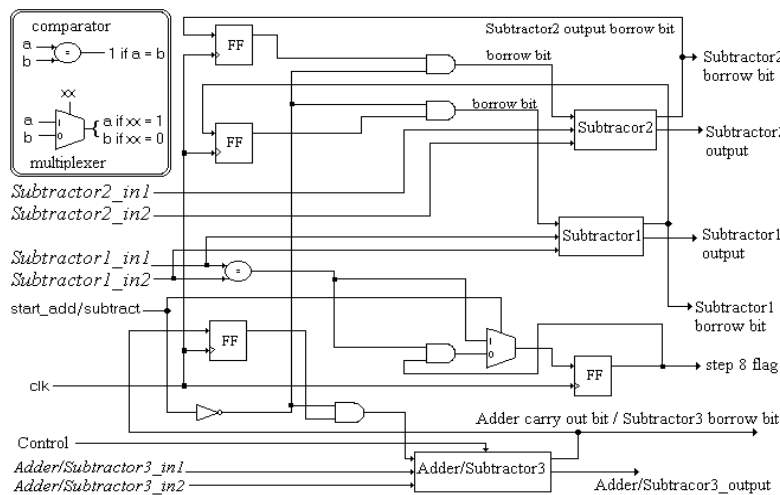 comparator
a
b
=
1 if a = b
xx
a
b
1
0
a if xx = 1
b if xx = 0
multiplexer
FF
Subtractor2 output borrow bit
borrow bit
Subtractor2
borrow bit
FF
borrow bit
Subtracor2
Subtractor2
output
Subtractor2_in1
Subtractor2_in2
Subtractor1_in1
Subtractor1_in2
=
Subtractor1
Subtractor1
output
start_add/subtract
Subtractor1
borrow bit
FF
1
0
FF
step 8 flag
clk
Adder carry out bit / Subtractor3 borrow bit
Control
Adder/Subtractor3_in1
Adder/Subtractor3_in2
Adder/Subtractor3
Adder/Subtracor3_output